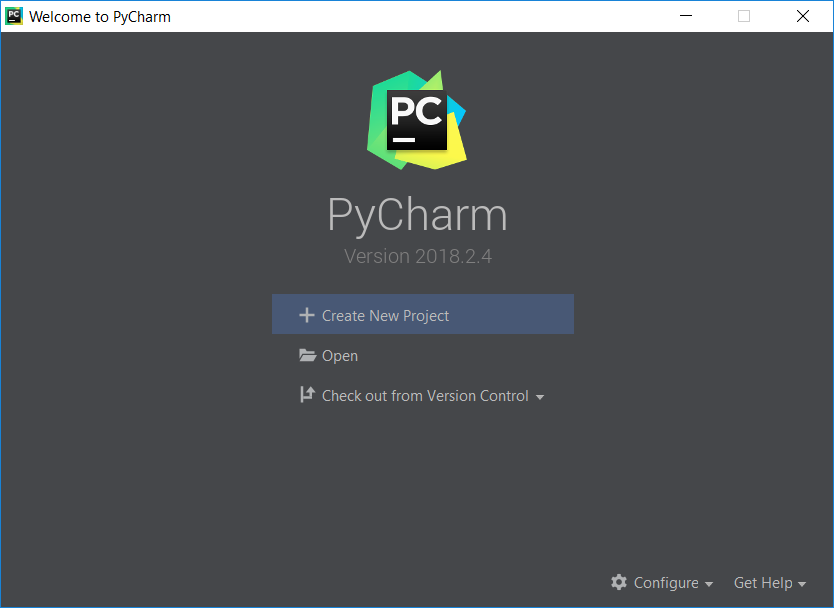 PC Welcome to PyCharm
PC
PyCharm
Version 2018.2.4
Create New Project
Open
Check out from Version Control
Configure Get Help